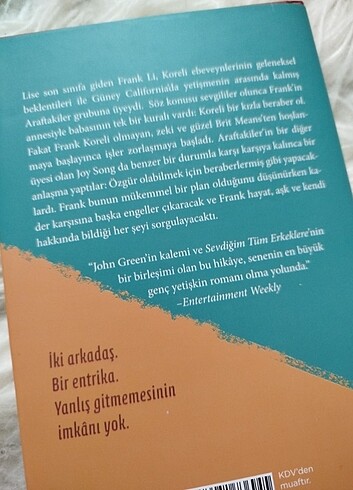 Lise son sınıfa giden Frank Li, Koreli ebeveynlerinin geleneksel
beklentileri ile Güney California'da yetişmenin arasında kalmış
Araftakiler grubuna üyeydi. Söz konusu sevgililer olunca Frank'in
annesiyle babasının tek bir kuralı vardı: Koreli bir kızla beraber ol.
Fakat Frank Koreli olmayan, zeki ve güzel Brit Means'ten hoşlan-
maya başlayınca işler zorlaşmaya başladı. Araftakiler'in bir diğer
üyesi olan Joy Song da benzer bir durumla karşı karşıya kalınca bir
anlaşma yaptılar: Özgür olabilmek için beraberlermiş gibi yapacak-
lardı. Frank bunun mükemmel bir plan olduğunu düşünürken ka-
der karşısına başka engeller çıkaracak ve Frank hayat, aşk ve kendi
hakkında bildiği her şeyi sorgulayacaktı.
"John Green'in kalemi ve Sevdiğim Tüm Erkeklere'nin
bir birleşimi olan bu hikâye, senenin en büyük
genç yetişkin romanı olma yolunda."
–Entertainment Weekly
İki arkadaş.
Bir entrika.
Yanlış gitmemesinin
imkânı yok.
KDV'den
muaftır.